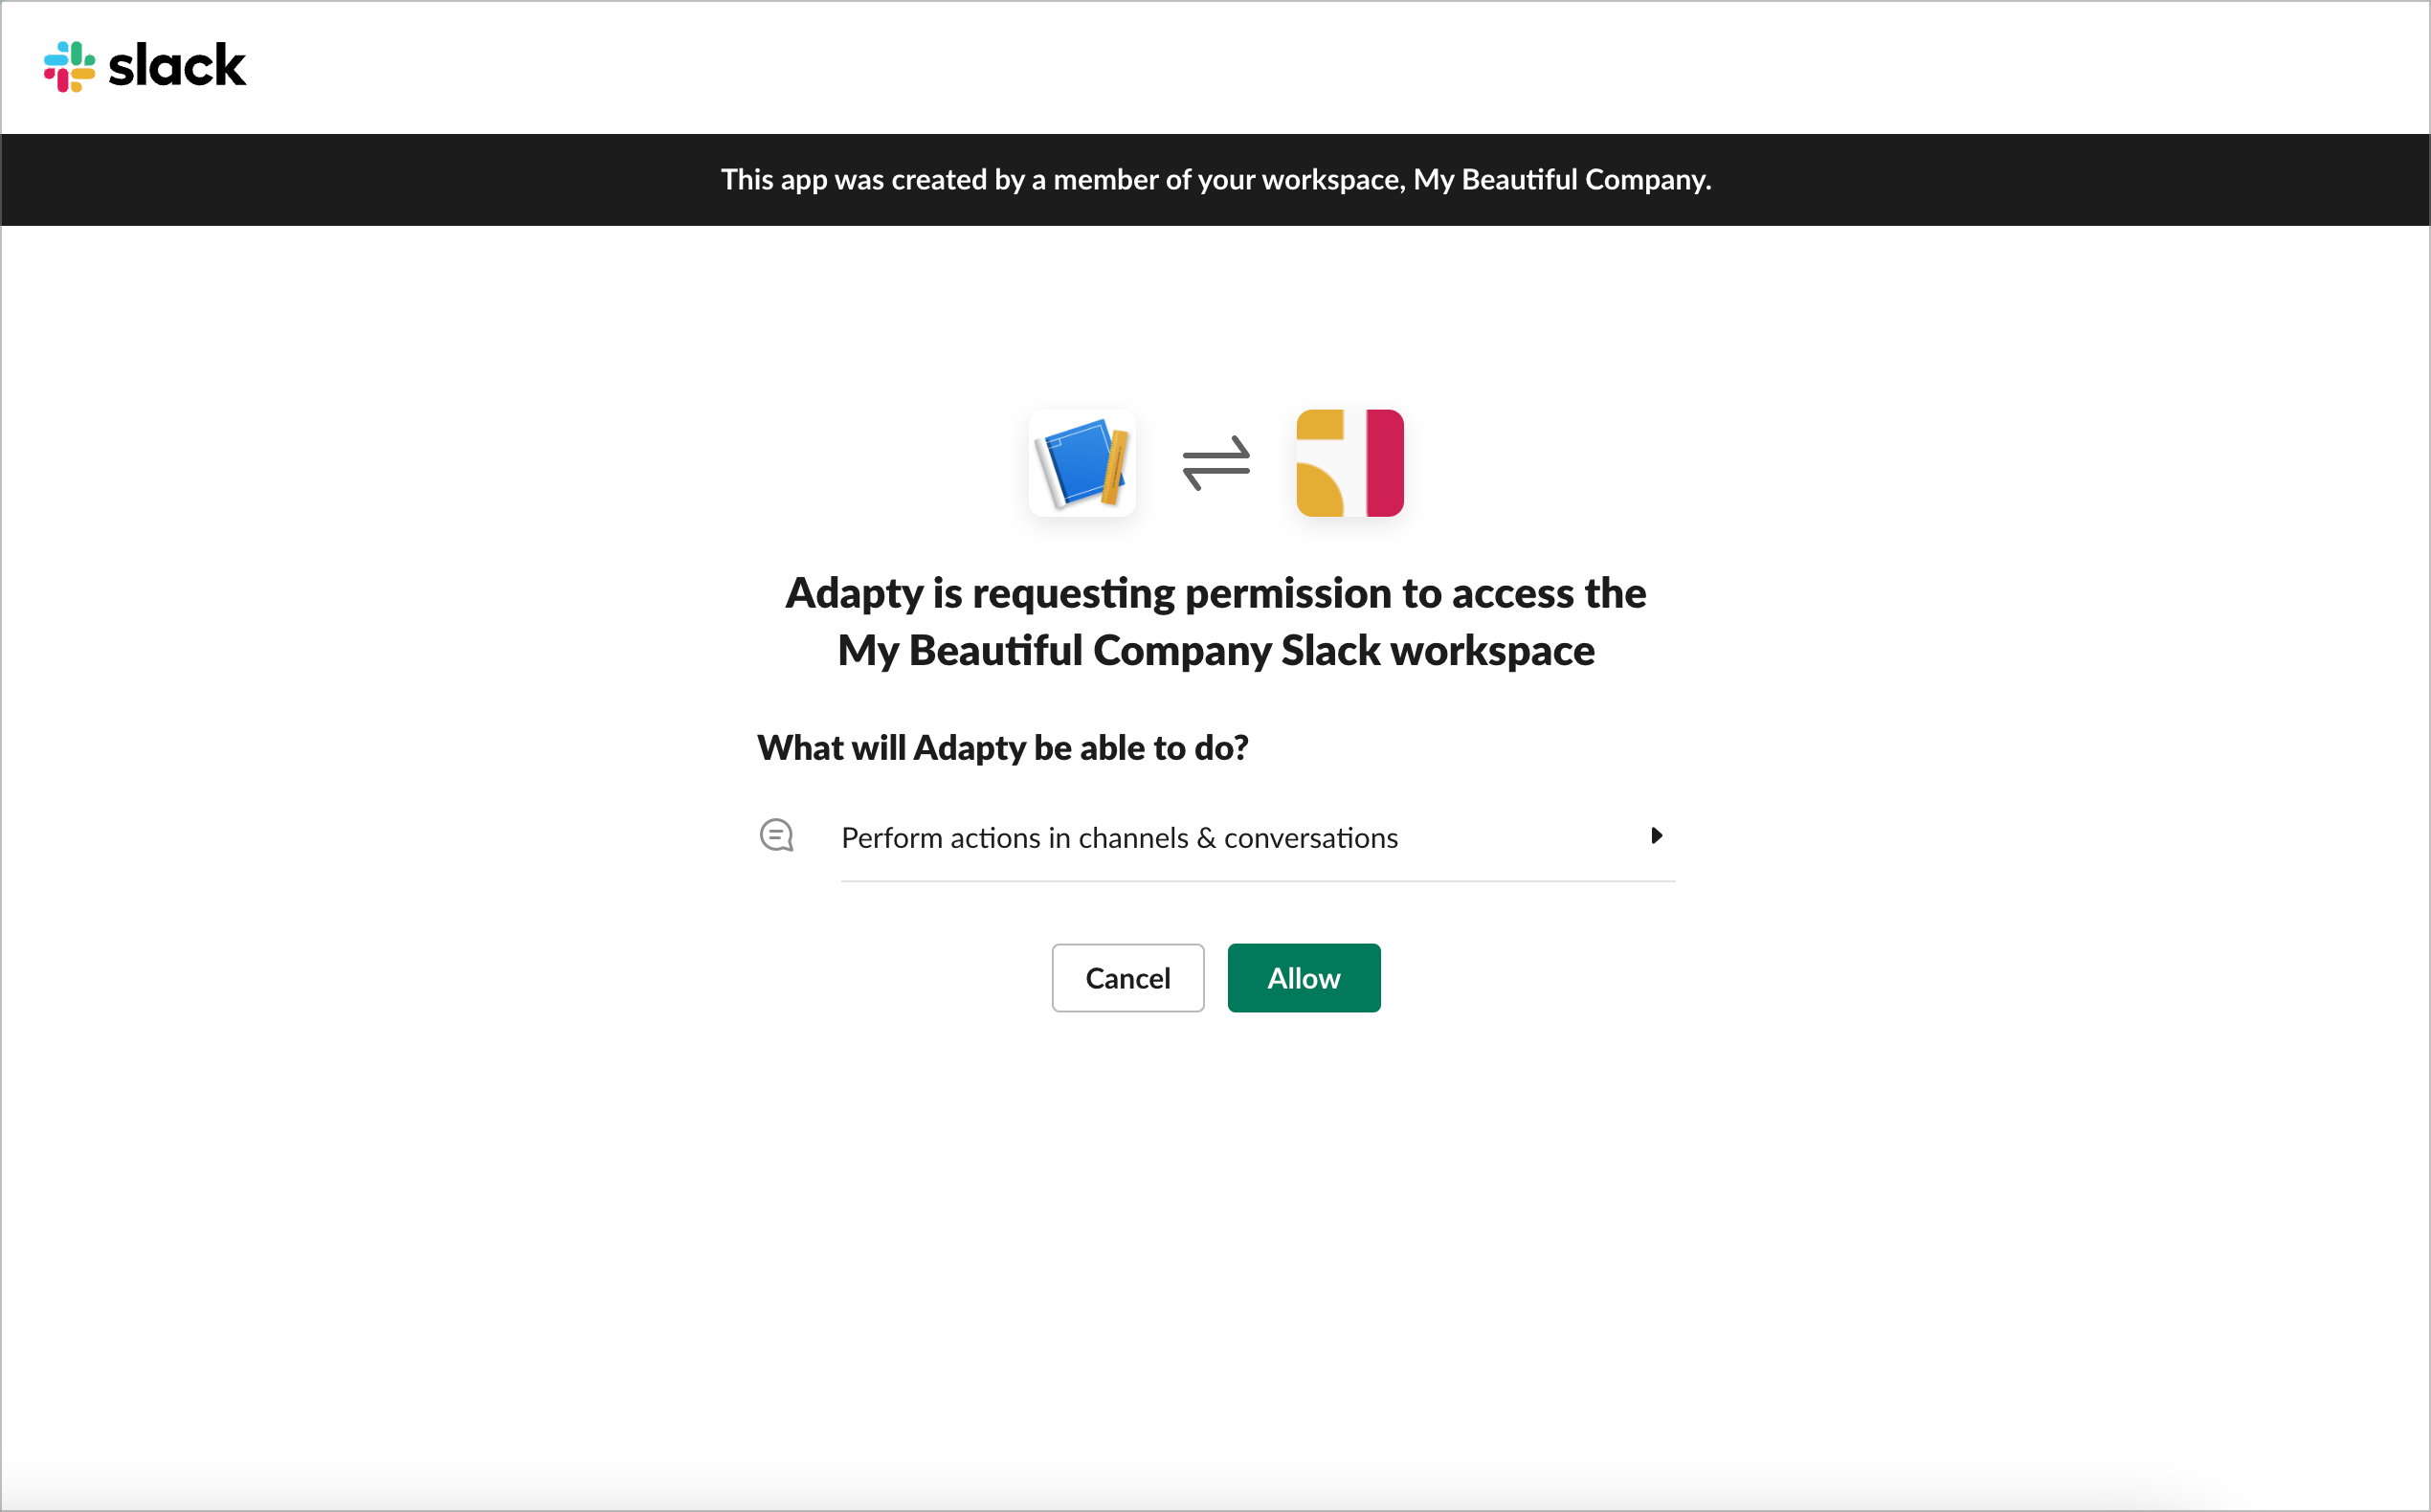 slack
This app was created by a member of your workspace, My Beautiful Company.
Adapty is requesting permission to access the
My Beautiful Company Slack workspace
What will Adapty be able to do?
Perform actions in channels & conversations
Cancel
Allow